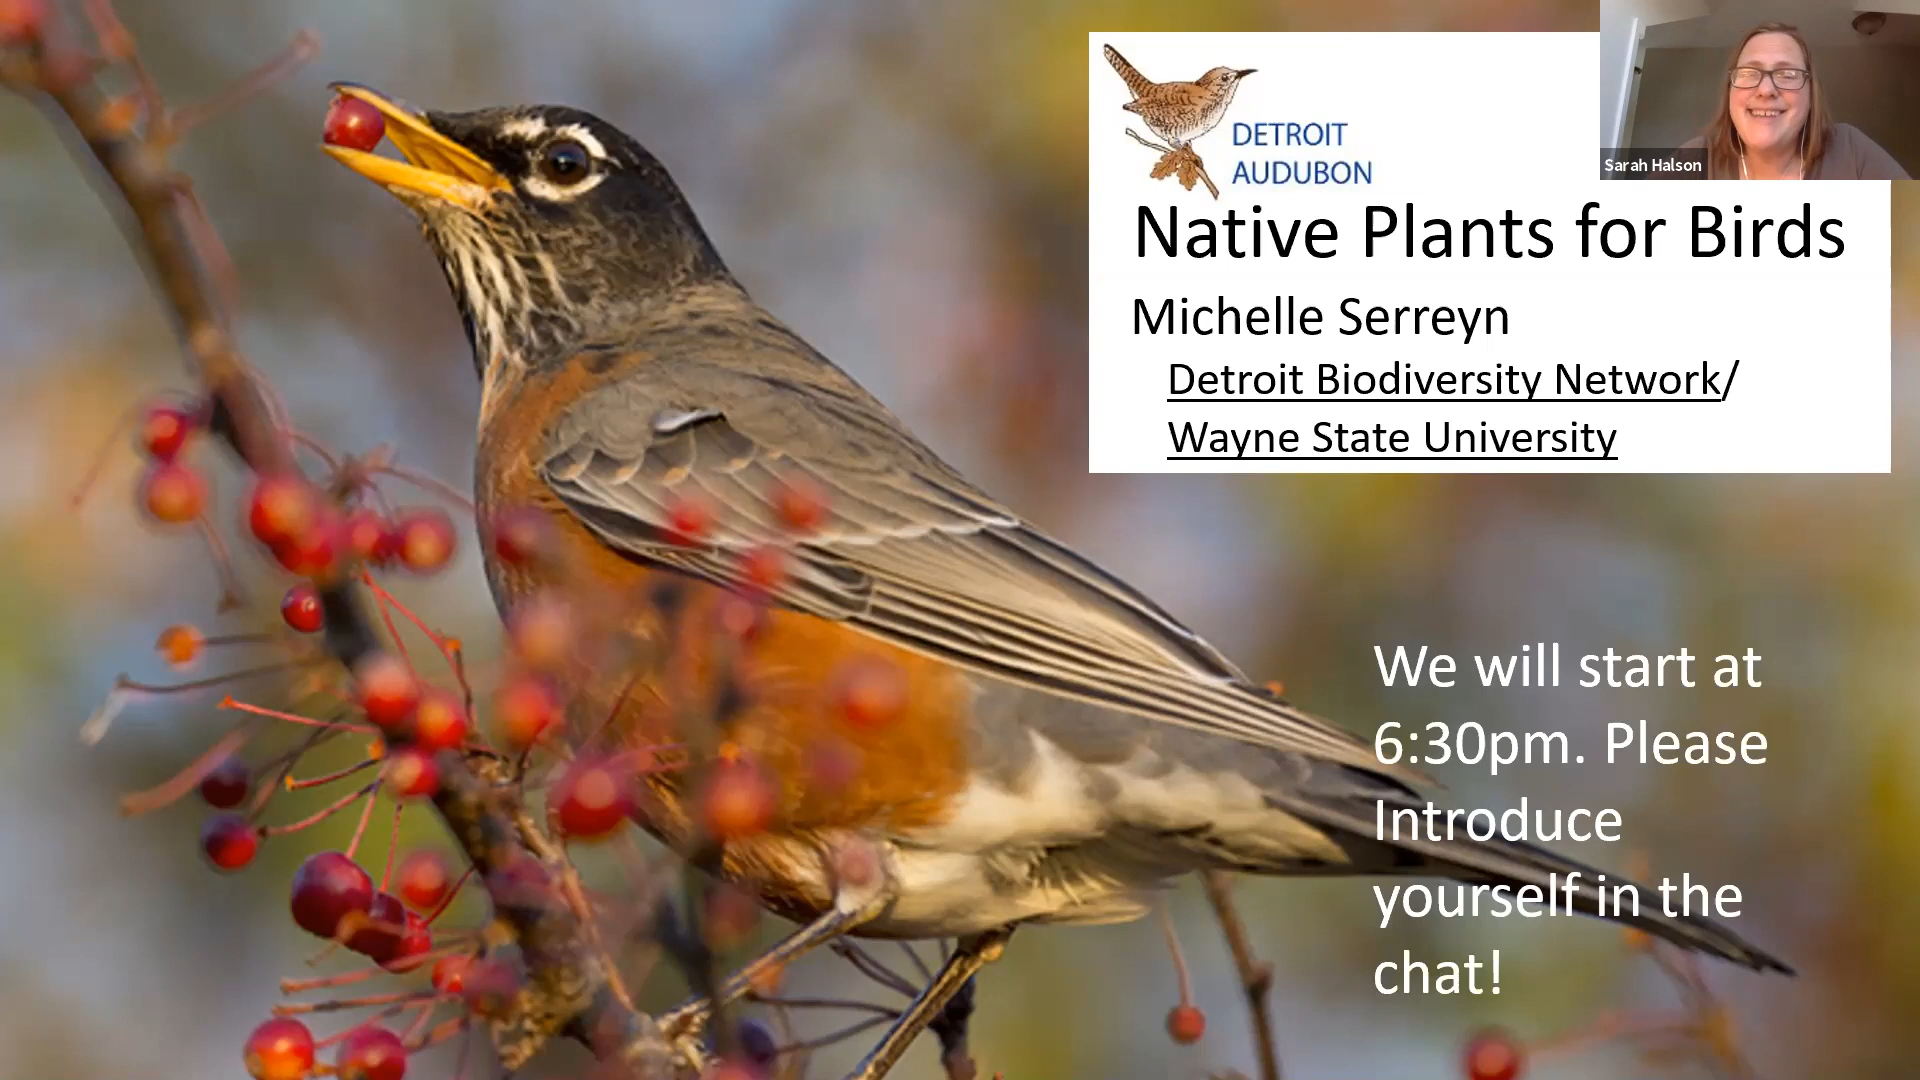 DETROIT
AUDUBON
Sarah Halson
Native Plants for Birds
Michelle Serreyn
Detroit Biodiversity Network/
Wayne State University
We will start at
6:30pm. Please
Introduce
yourself in the
chat!